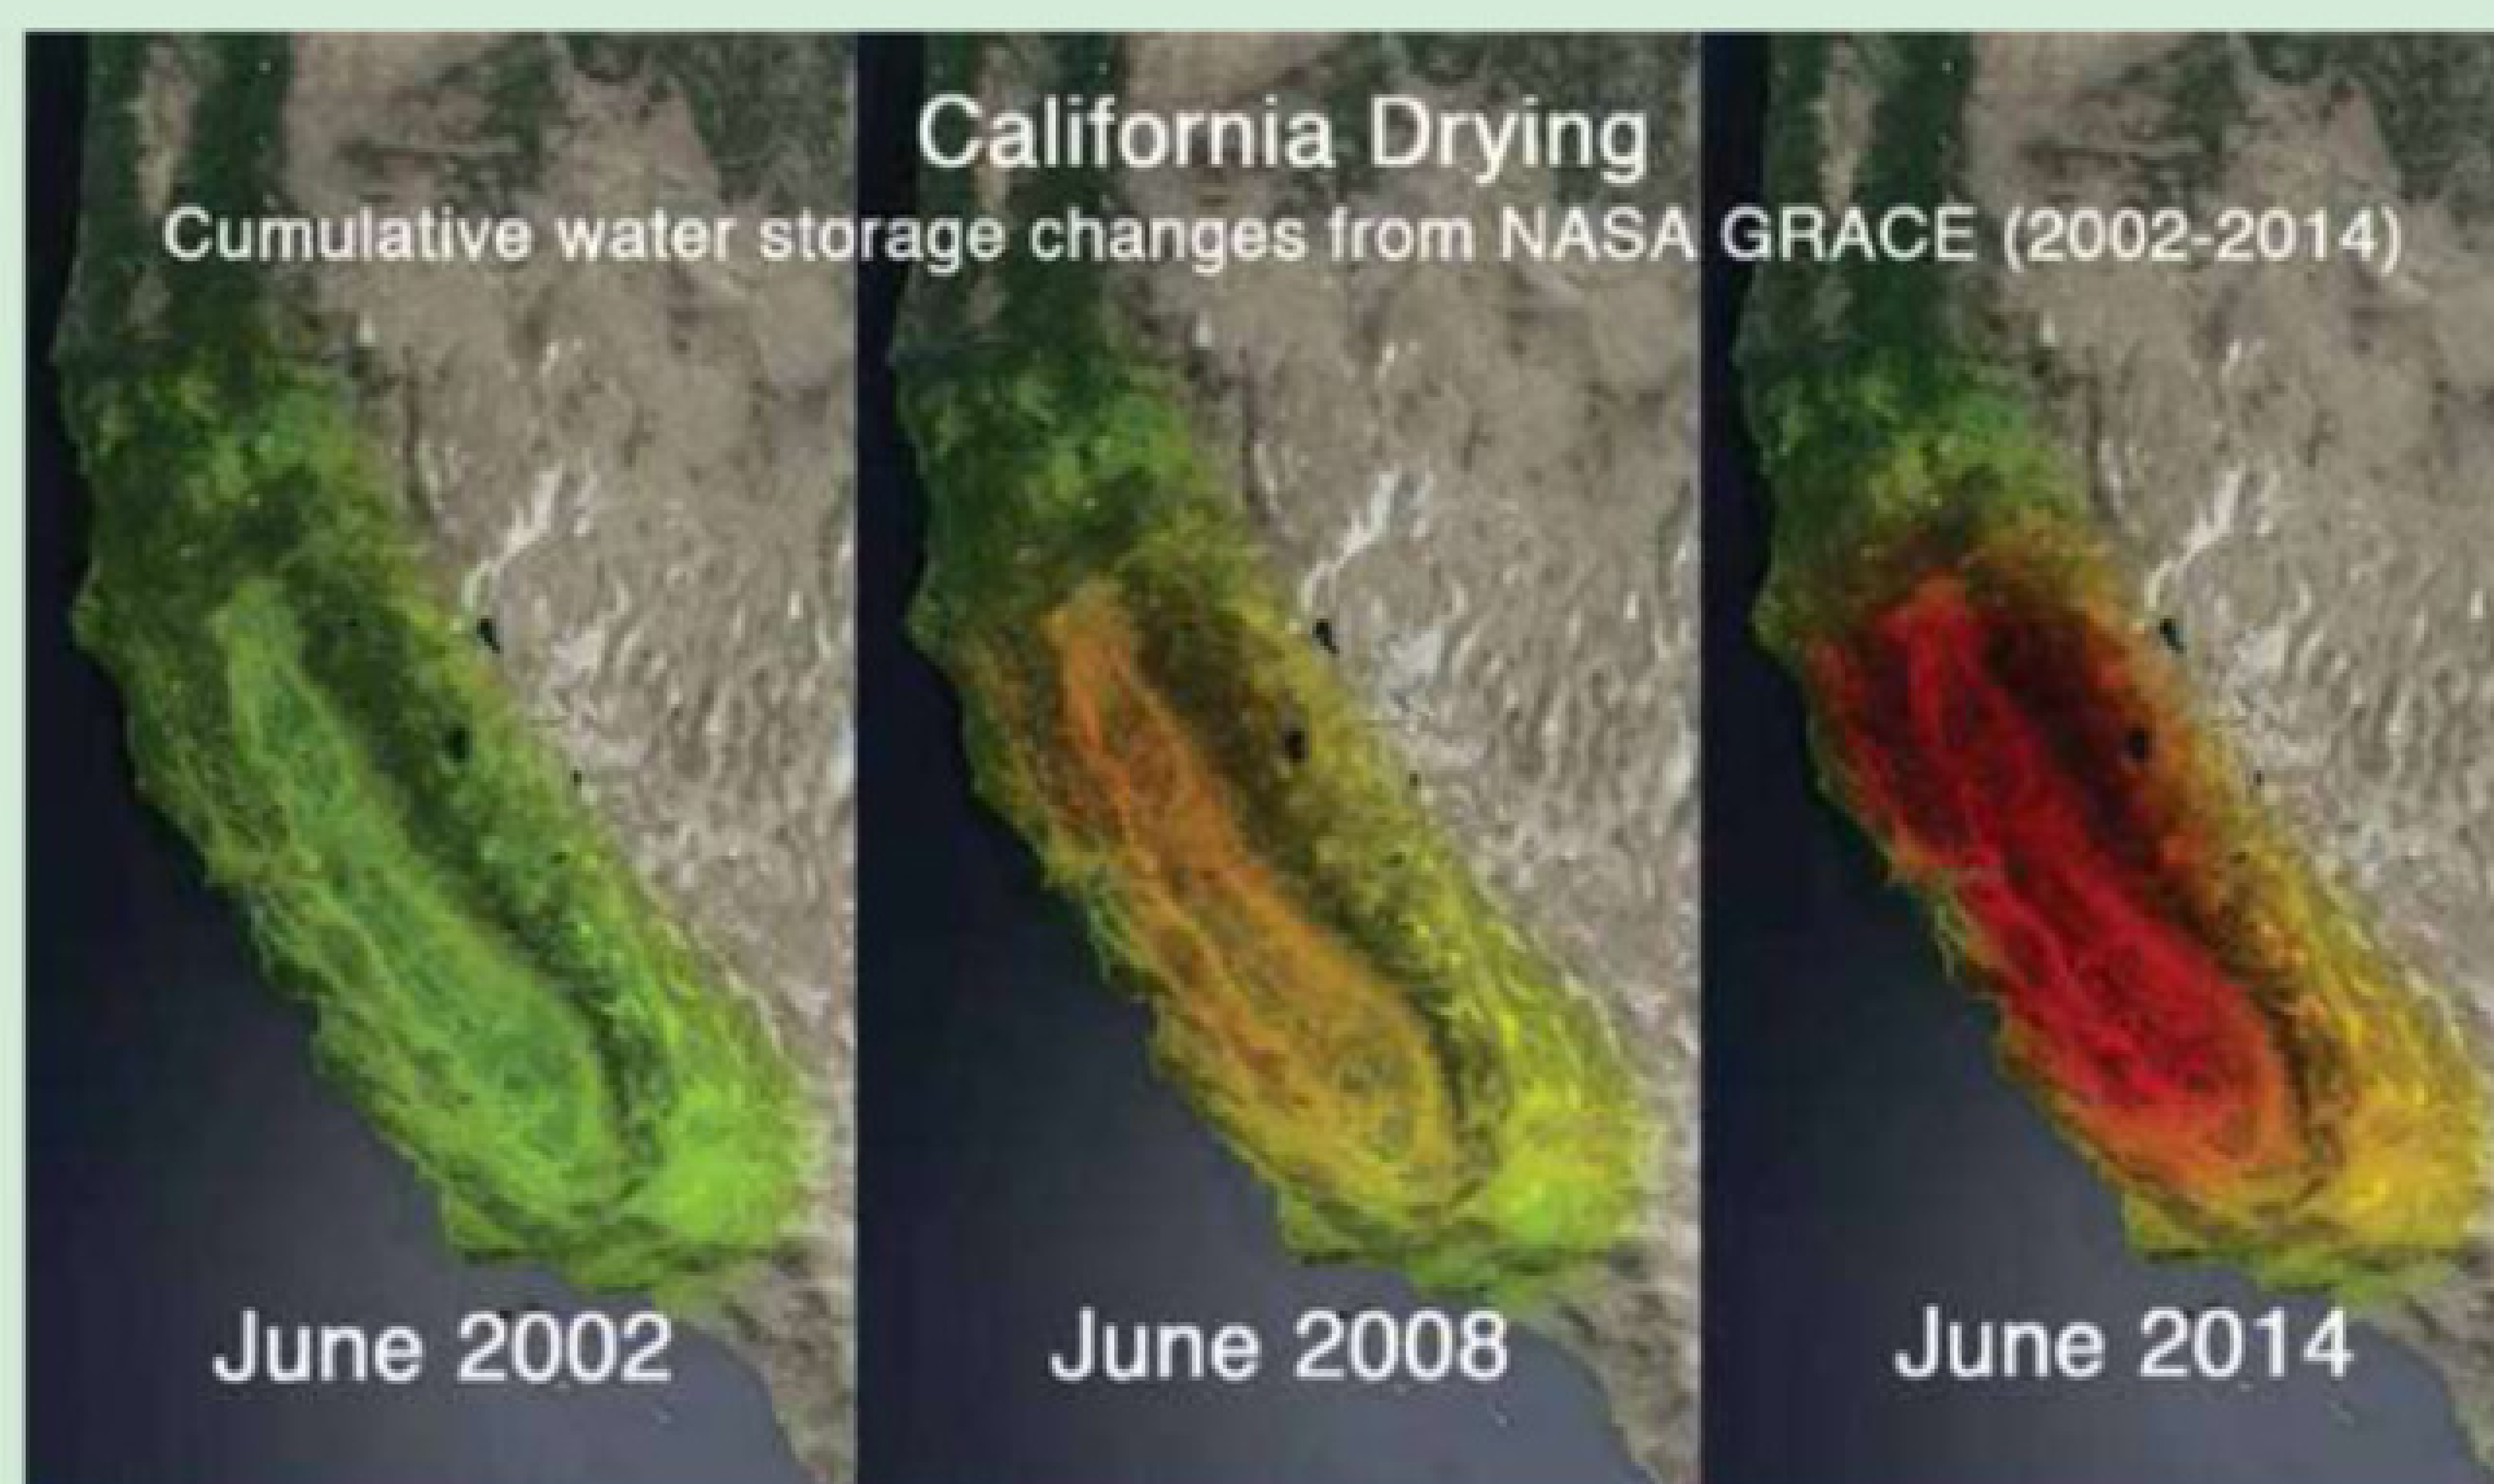 California Drying
Cumulative water storage changes from NASA GRACE (2002-2014)
June 2002
June 2008
June 2014